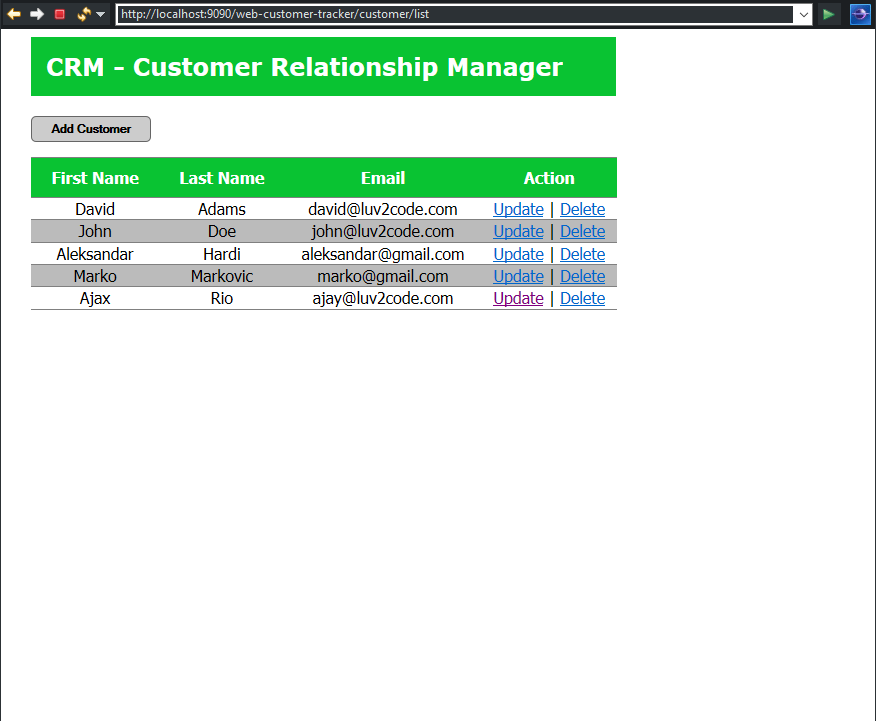 http://localhost:9090/web-customer-tracker/customer/list
CRM - Customer Relationship Manager
Add Customer
First Name Last Name Email Action
David Adams david@luv2code.com Update | Delete
John Doe john@luv2code.com Update | Delete
Aleksandar Hardi aleksandar@gmail.com Update | Delete
Marko Markovic marko@gmail.com Update | Delete
Ajax Rio ajay@luv2code.com Update | Delete